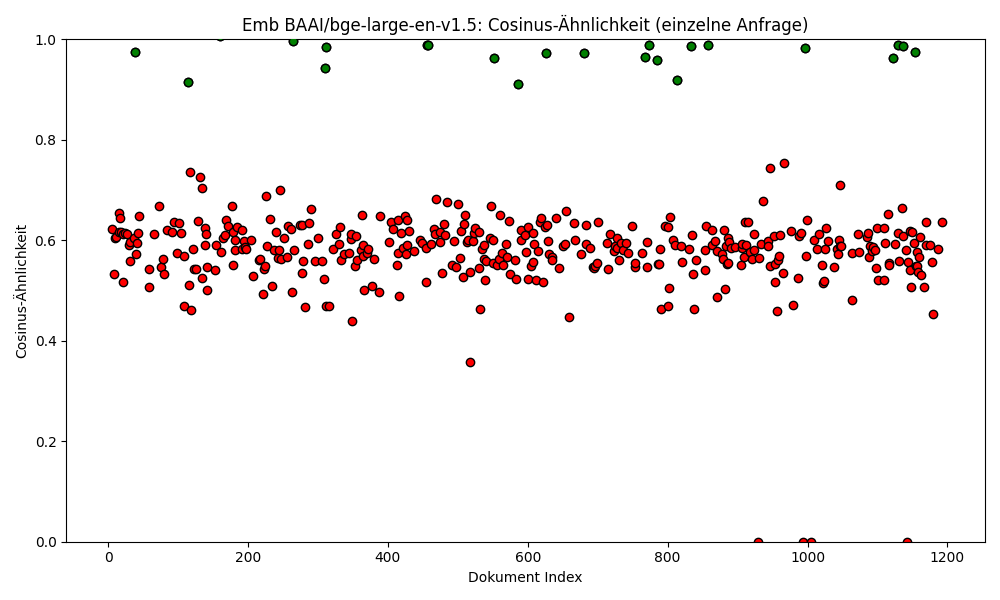 Emb BAAI/bge-large-en-v1.5: Cosinus-Ähnlichkeit (einzelne Anfrage)
1.0
0.8
0.6
0.4
0.2
0.0
Cosinus-Ähnlichkeit
0 200 400 600 800 1000 1200
Dokument Index